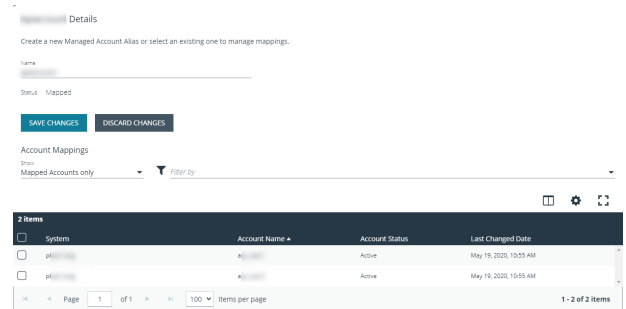 Details
Create a new Managed Account Alias or select an existing one to manage mappings.
Name
Status Mapped
SAVE CHANGES DISCARD CHANGES
Account Mappings
Show
Mapped Accounts only Filter by
2 items
System Account Name Account Status Last Changed Date
Active May 19, 2020, 10:55 AM
Active May 19, 2020, 10:55 AM
Page 1 of 1 100 Items per page 1 - 2 of 2 items